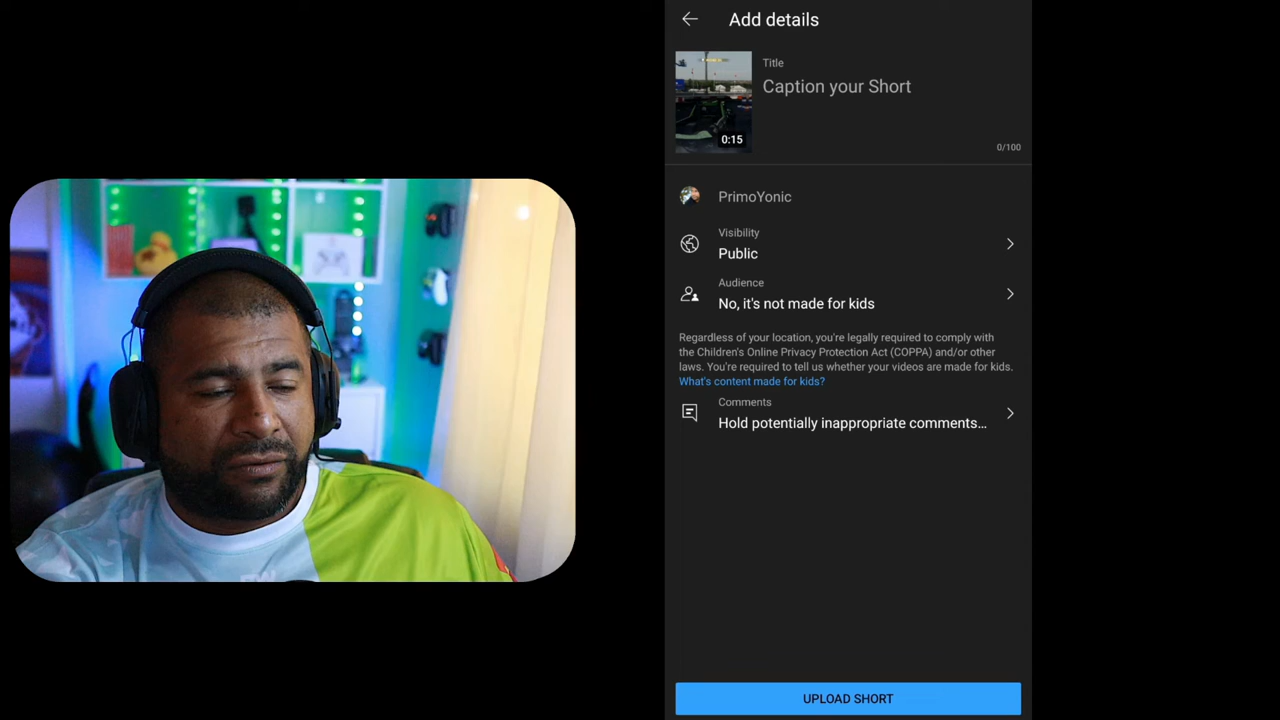 Add details
Title
Caption your Short
0:15
0/100
PrimoYonic
Visibility
Public
Audience
No, it's not made for kids
Regardless of your location, you're legally required to comply with
the Children's Online Privacy Protection Act (COPPA) and/or other
laws. You're required to tell us whether your videos are made for kids.
What's content made for kids?
Comments
Hold potentially inappropriate comments...
UPLOAD SHORT